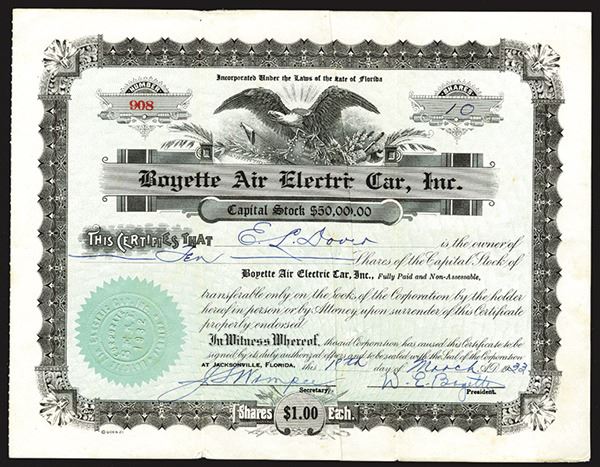 Incorporated Under the Laws of the State of Florida
NUMBER
908
SHARES
10
Boyette Air Electric Car, Inc.
Capital Stock $50,000.00
THIS CERTIFIES THAT E. L. Dover is the owner of
Ten Shares of the Capital Stock of
Boyette Air Electric Car, Inc., Fully Paid and Non-Assessable,
transferable only on the books of the Corporation by the holder
hereof in person or by Attorney upon surrender of this Certificate
properly endorsed
In Witness Whereof, the said Corporation has caused this Certificate to be
signed by its duly authorized officers and to be sealed with the Seal of the Corporation
AT JACKSONVILLE, FLORIDA, this 18th day of March A.D. 1933
W. E. Boyette
Secretary.
President.
Shares $1.00 Each.